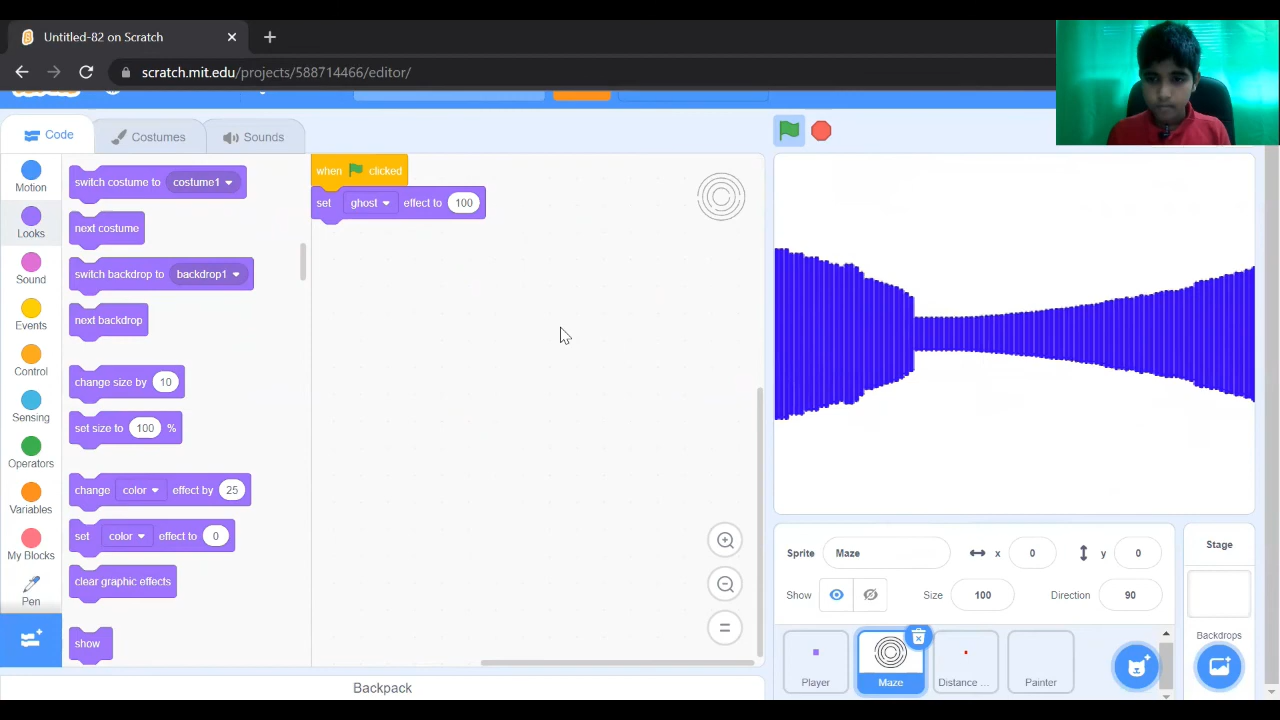 Untitled-82 on Scratch
scratch.mit.edu/projects/588714466/editor/
Code
Costumes
Sounds
Motion
Looks
Sound
Events
Control
Sensing
Operators
Variables
My Blocks
Pen
switch costume to costume1
next costume
switch backdrop to backdrop1
next backdrop
change size by 10
set size to 100 %
change color effect by 25
set color effect to 0
clear graphic effects
show
when clicked
set ghost effect to 100
Backpack
Sprite Maze x 0 y 0
Show Size 100 Direction 90
Player
Maze
Distance ...
Painter
Stage
Backdrops